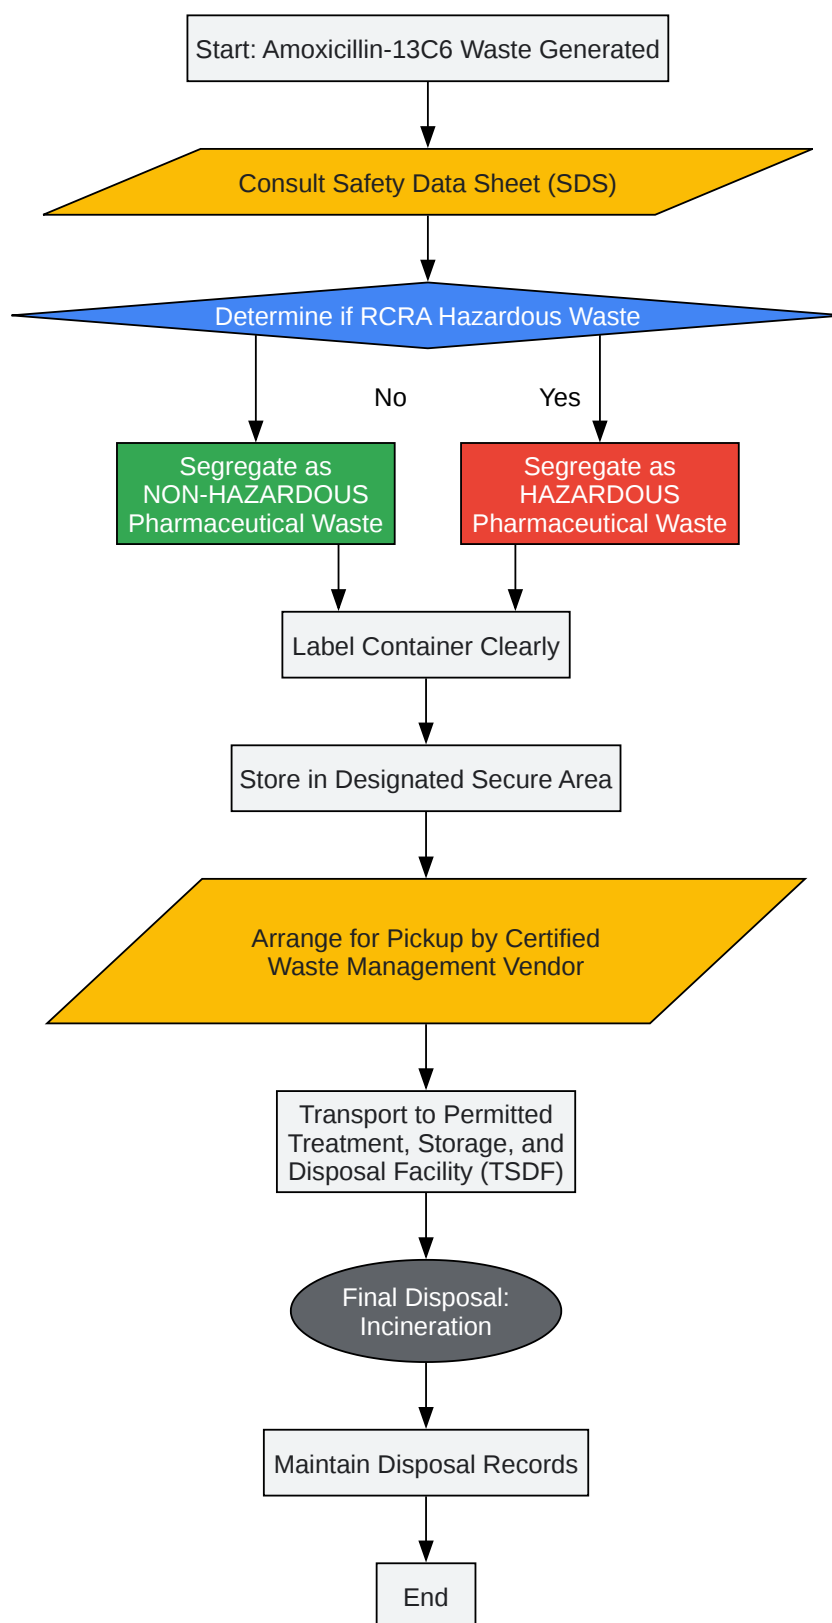 Start: Amoxicillin-13C6 Waste Generated
Consult Safety Data Sheet (SDS)
Determine if RCRA Hazardous Waste
No
Yes
Segregate as
NON-HAZARDOUS
Pharmaceutical Waste
Segregate as
HAZARDOUS
Pharmaceutical Waste
Label Container Clearly
Store in Designated Secure Area
Arrange for Pickup by Certified
Waste Management Vendor
Transport to Permitted
Treatment, Storage, and
Disposal Facility (TSDF)
Final Disposal:
Incineration
Maintain Disposal Records
End